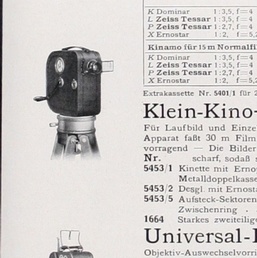 K Dominar 1:3,5, f=4
L Zeiss Tessar 1:3,5, f=4
P Zeiss Tessar 1:2,7, f=4
X Ernostar 1:2, f=5
Kinamo für 15 m Normalfi
K Dominar 1:3,5, f=4
L Zeiss Tessar 1:3,5, f=4
P Zeiss Tessar 1:2,7, f=4
X Ernostar 1:2, f=5,2
Extrakassette Nr. 5401/1 für 2
Klein-Kino-
Für Laufbild und Einze
Apparat faßt 30 m Film
vorragend — Die Bilder
Nr. scharf, sodaß s
5453/1 Kinette mit Erno
Metalldoppelkasse
5453/2 Desgl. mit Ernosta
5453/5 Aufsteck-Sektoren
Zwischenring .
1664 Starkes zweiteilig
Universal-
Objektiv-Auswechselvorri